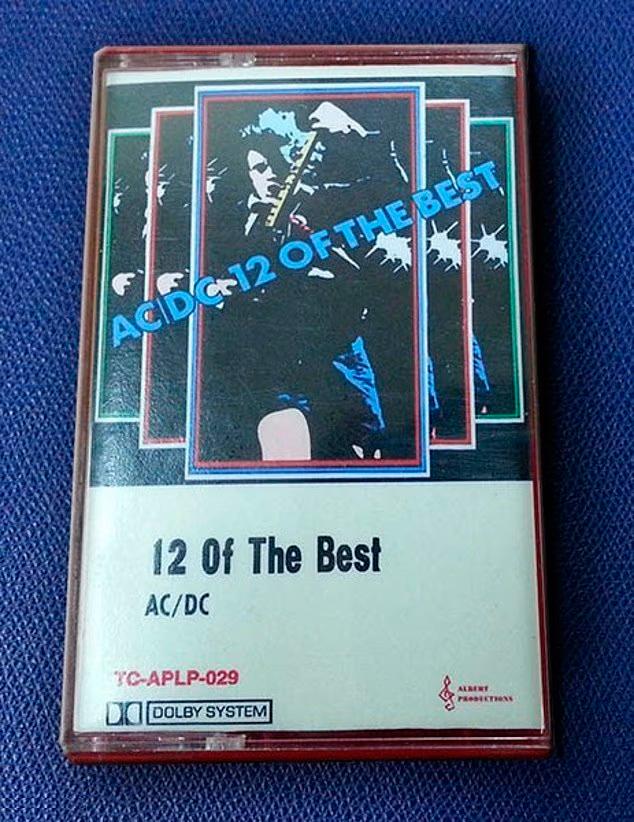 AC/DC 12 OF THE BEST
12 Of The Best
AC/DC
TC-APLP-029
ALBERT
PRODUCTIONS
DOLBY SYSTEM